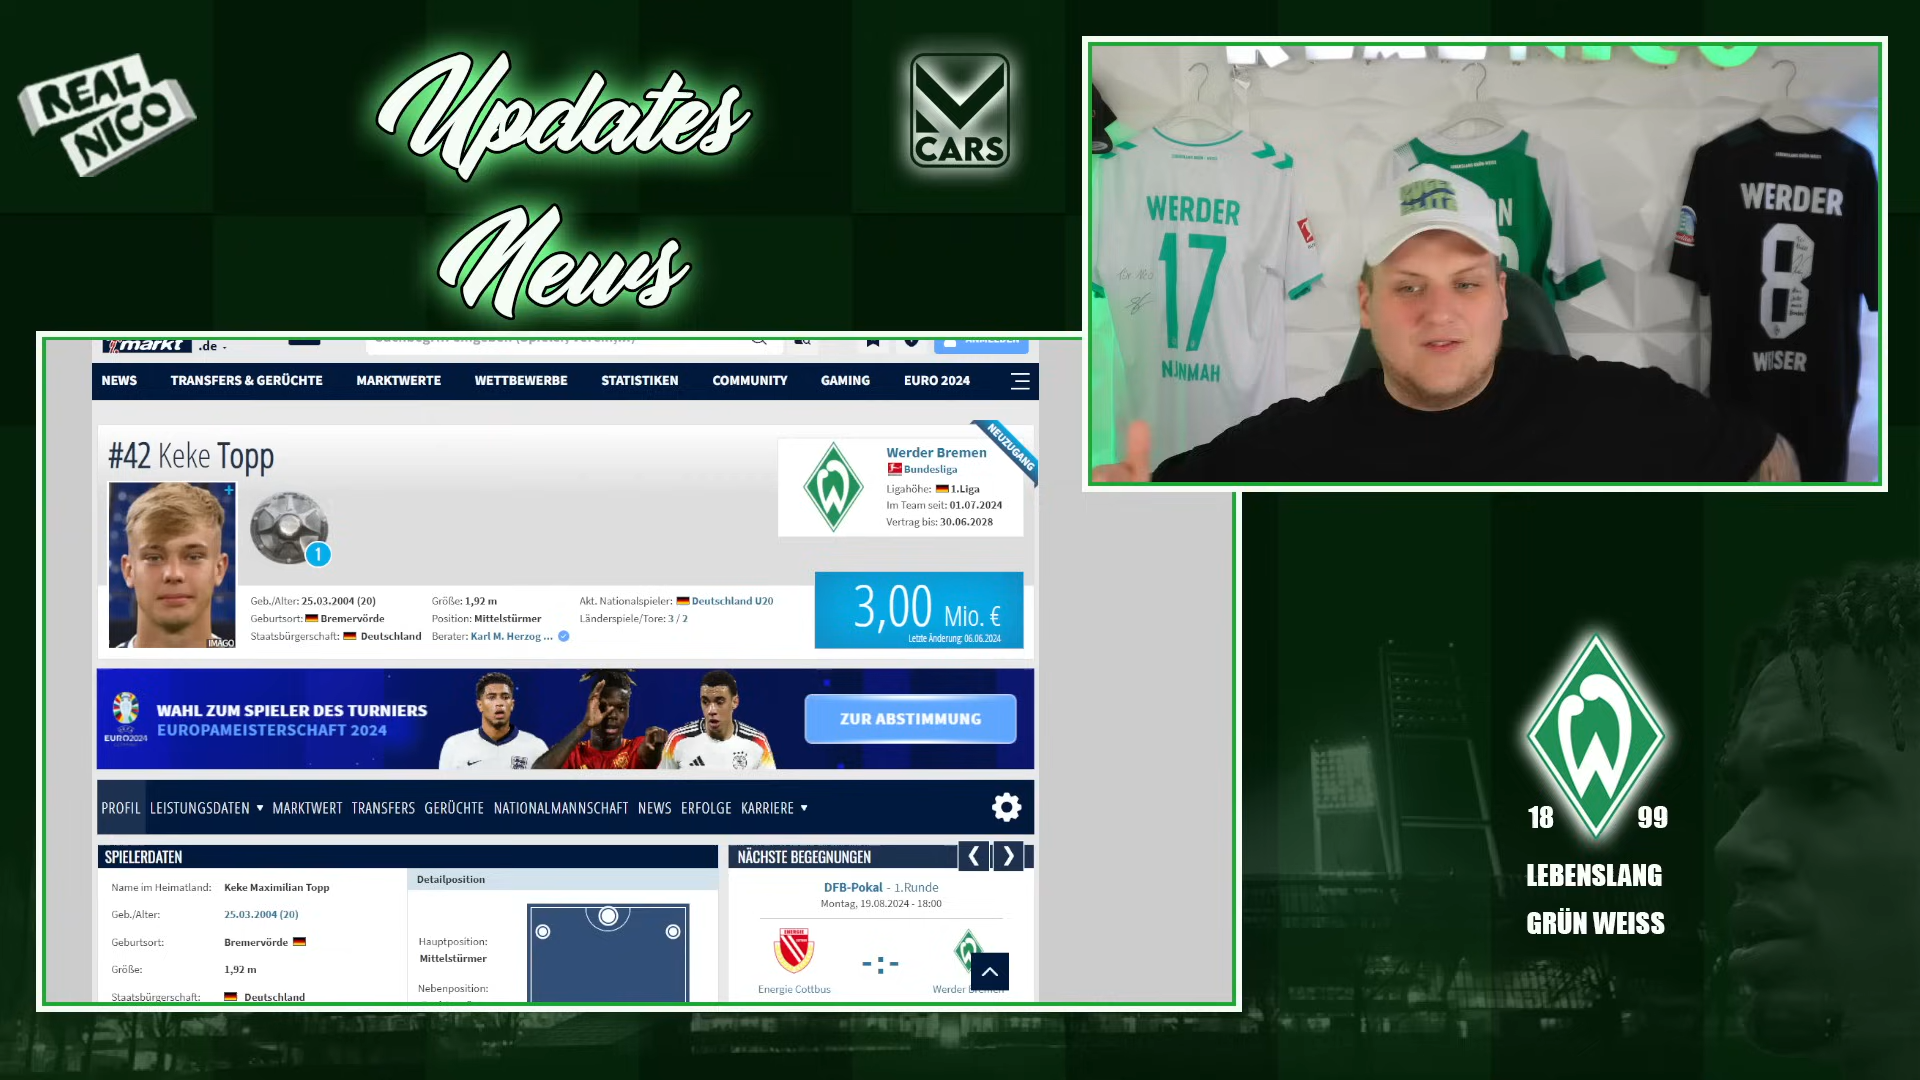 REAL
NICO
Updates
News
CARS
WERDER
17
WERDER
8
markt
.de
ANMELDEN
NEWS
TRANSFERS & GERÜCHTE
MARKTWERTE
WETTBEWERBE
STATISTIKEN
COMMUNITY
GAMING
EURO 2024
#42 Keke Topp
NEUZUGANG
Werder Bremen
Bundesliga
Ligahöhe: 1.Liga
Im Team seit: 01.07.2024
Vertrag bis: 30.06.2028
1
IMAGO
Geb./Alter: 25.03.2004 (20)
Geburtsort: Bremervörde
Staatsbürgerschaft: Deutschland
Größe: 1,92 m
Position: Mittelstürmer
Berater: Karl M. Herzog ...
Akt. Nationalspieler: Deutschland U20
Länderspiele/Tore: 3 / 2
3,00 Mio. €
Letzte Änderung: 06.06.2024
EURO2024
WAHL ZUM SPIELER DES TURNIERS
EUROPAMEISTERSCHAFT 2024
ZUR ABSTIMMUNG
PROFIL
LEISTUNGSDATEN
MARKTWERT
TRANSFERS
GERÜCHTE
NATIONALMANNSCHAFT
NEWS
ERFOLGE
KARRIERE
SPIELERDATEN
Name im Heimatland: Keke Maximilian Topp
Geb./Alter: 25.03.2004 (20)
Geburtsort: Bremervörde
Größe: 1,92 m
Staatsbürgerschaft: Deutschland
Detailposition
Hauptposition:
Mittelstürmer
Nebenposition:
NÄCHSTE BEGEGNUNGEN
DFB-Pokal - 1.Runde
Montag, 19.08.2024 - 18:00
-:-
Energie Cottbus
Werder
18 99
LEBENSLANG
GRÜN WEISS